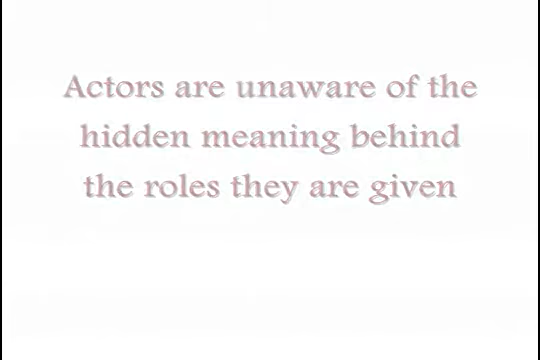 Actors are unaware of the
hidden meaning behind
the roles they are given